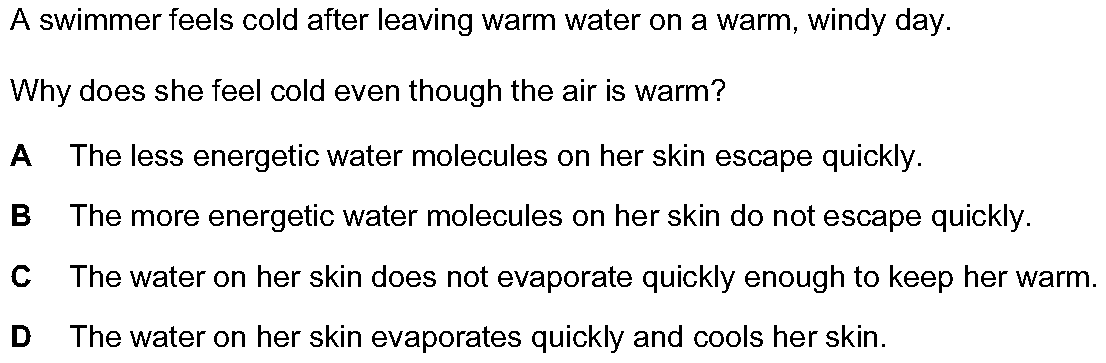 A swimmer feels cold after leaving warm water on a warm, windy day.
Why does she feel cold even though the air is warm?
A The less energetic water molecules on her skin escape quickly.
B The more energetic water molecules on her skin do not escape quickly.
C The water on her skin does not evaporate quickly enough to keep her warm.
D The water on her skin evaporates quickly and cools her skin.